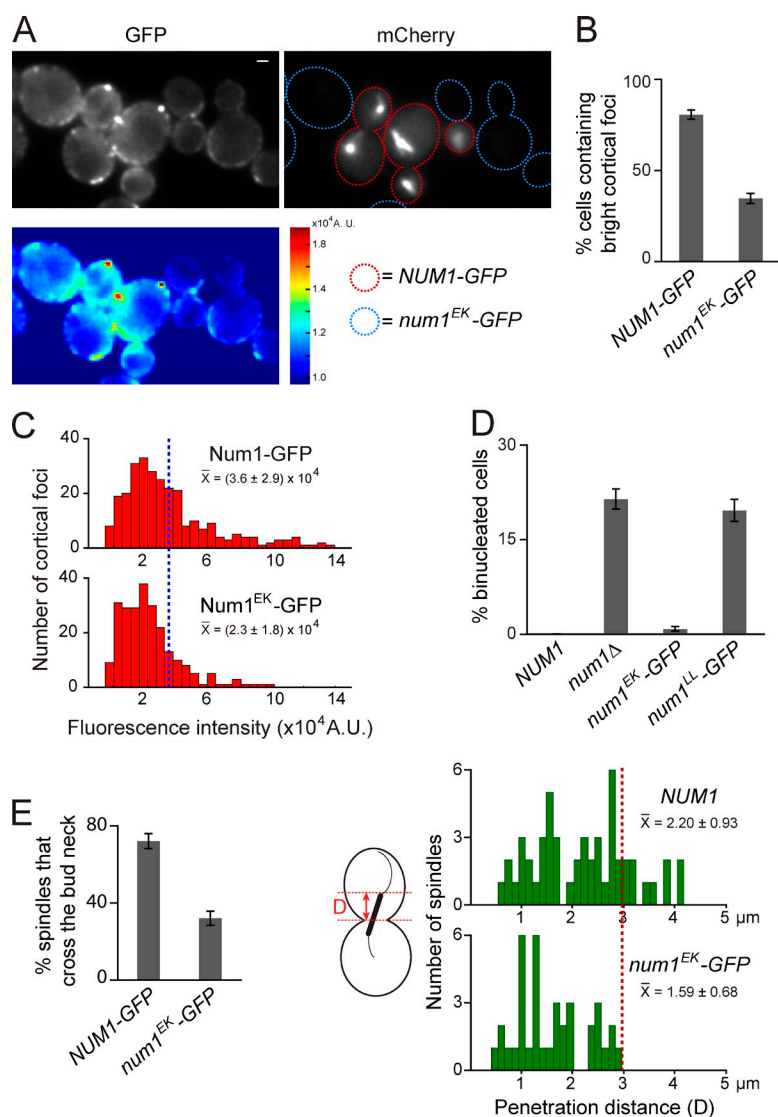 A
GFP
mCherry
x10⁴A. U.
1.8
1.6
1.4
1.2
1.0
= NUM1-GFP
= num1ᴱᴷ-GFP
B
% cells containing
bright cortical foci
100
50
0
NUM1-GFP
num1ᴱᴷ-GFP
C
Number of cortical foci
40
20
0
Num1-GFP
X̅ = (3.6 ± 2.9) x 10⁴
2
6
10
14
40
20
0
Num1ᴱᴷ-GFP
X̅ = (2.3 ± 1.8) x 10⁴
2
6
10
14
Fluorescence intensity (x10⁴A.U.)
D
% binucleated cells
30
15
0
NUM1
num1Δ
num1ᴱᴷ-GFP
num1ᴸᴸ-GFP
E
% spindles that
cross the bud neck
80
40
0
NUM1-GFP
num1ᴱᴷ-GFP
D
Number of spindles
6
3
0
NUM1
X̅ = 2.20 ± 0.93
1
2
3
4
5 μm
6
3
0
num1ᴱᴷ-GFP
X̅ = 1.59 ± 0.68
1
2
3
4
5 μm
Penetration distance (D)